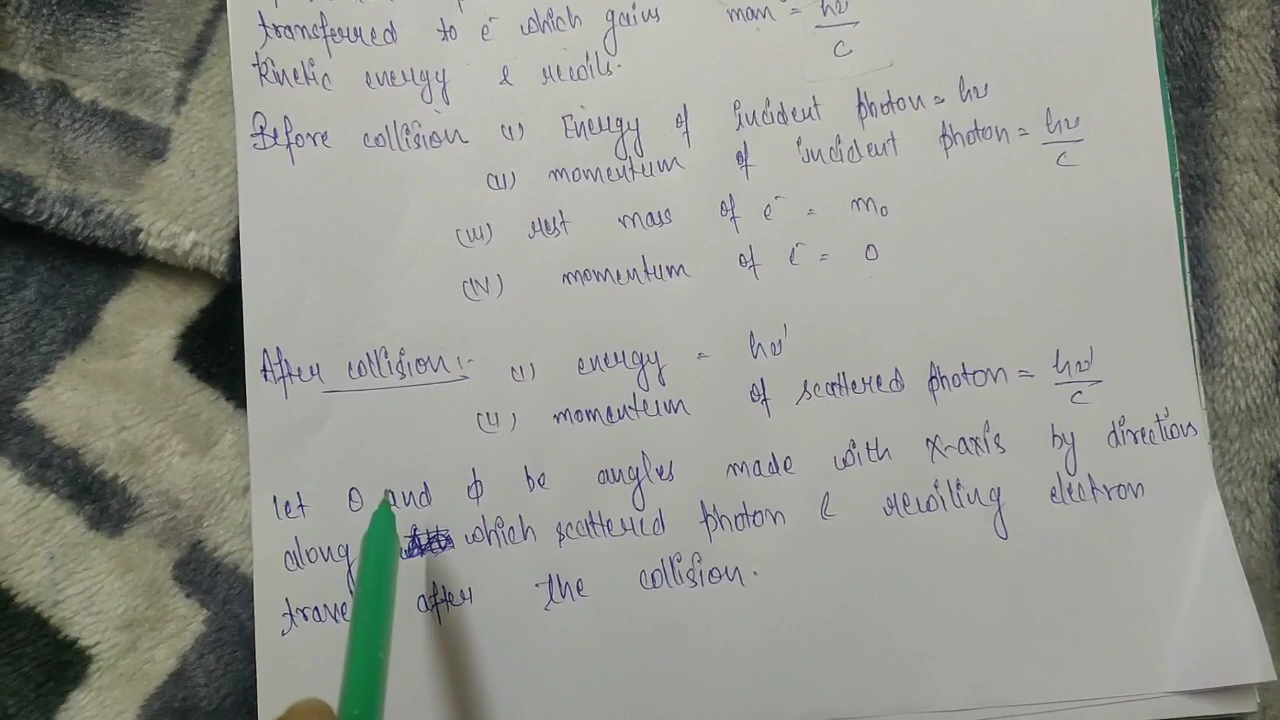 transferred to e⁻ which gains mom = hν/c
kinetic energy & recoils.
Before collision (I) Energy of incident photon = hν
(II) momentum of incident photon = hν/c
(III) rest mass of e⁻ = m₀
(IV) momentum of e⁻ = 0
After collision :- (I) energy = hν'
(II) momentum of scattered photon = hν'/c
let θ and ϕ be angles made with x-axis by directions
along which scattered photon & recoiling electron
after the collision.